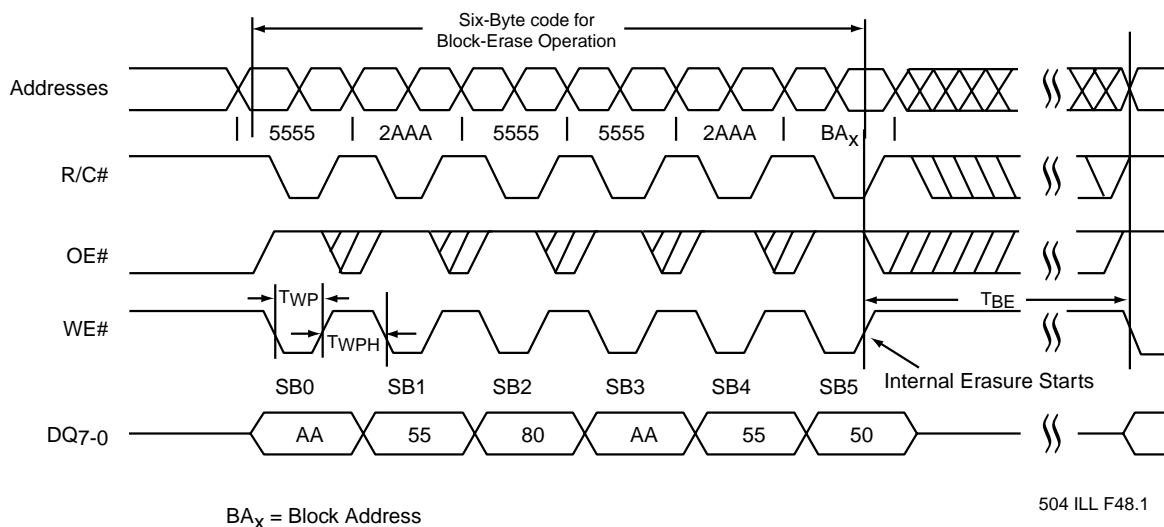 Six-Byte code for
Block-Erase Operation
Addresses
5555 2AAA 5555 5555 2AAA BAX
R/C#
OE#
TWP
TBE
WE#
TWPH
Internal Erasure Starts
SB0 SB1 SB2 SB3 SB4 SB5
DQ7-0
AA 55 80 AA 55 50
BAX = Block Address
504 ILL F48.1